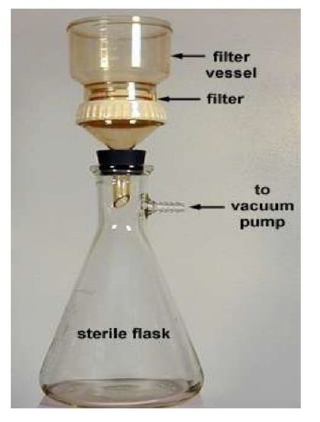 filter
vessel
filter
to
vacuum
pump
sterile flask